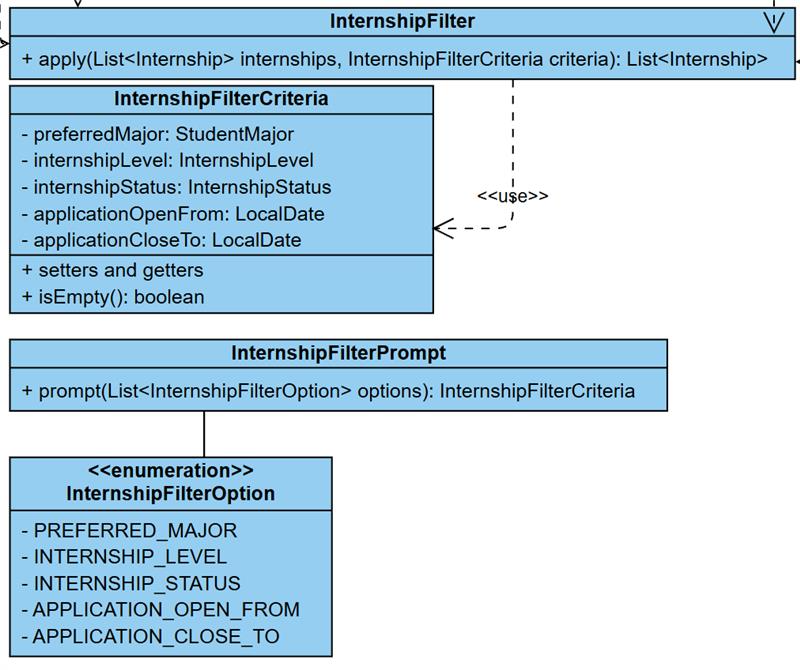 InternshipFilter
+ apply(List<Internship> internships, InternshipFilterCriteria criteria): List<Internship>
InternshipFilterCriteria
- preferredMajor: StudentMajor
- internshipLevel: InternshipLevel
- internshipStatus: InternshipStatus
- applicationOpenFrom: LocalDate
- applicationCloseTo: LocalDate
+ setters and getters
+ isEmpty(): boolean
<<use>>
InternshipFilterPrompt
+ prompt(List<InternshipFilterOption> options): InternshipFilterCriteria
<<enumeration>>
InternshipFilterOption
- PREFERRED_MAJOR
- INTERNSHIP_LEVEL
- INTERNSHIP_STATUS
- APPLICATION_OPEN_FROM
- APPLICATION_CLOSE_TO